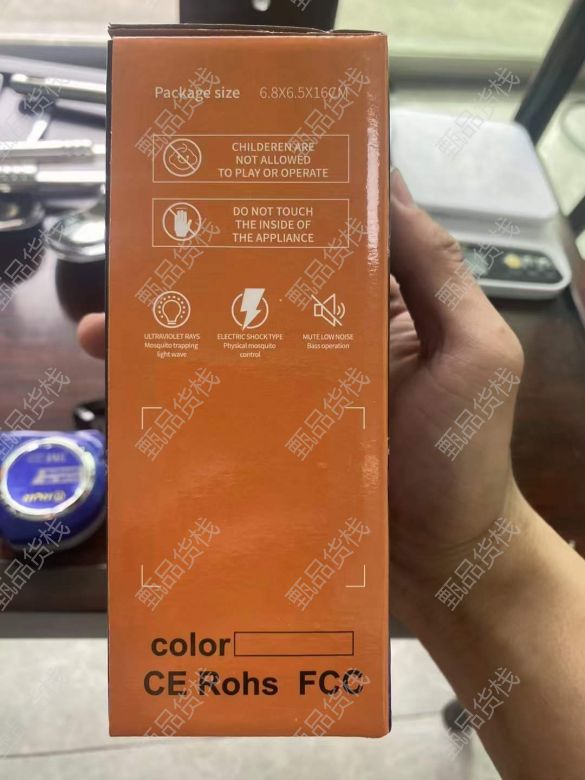 Package size 6.8X6.5X16CM
CHILDEREN ARE
NOT ALLOWED
TO PLAY OR OPERATE
DO NOT TOUCH
THE INSIDE OF
THE APPLIANCE
ULTRAVIOLET RAYS
Mosquito trapping
light wave
ELECTRIC SHOCK TYPE
Physical mosquito
control
MUTE LOW NOISE
Bass operation
color
CE Rohs FCC
甄品货栈